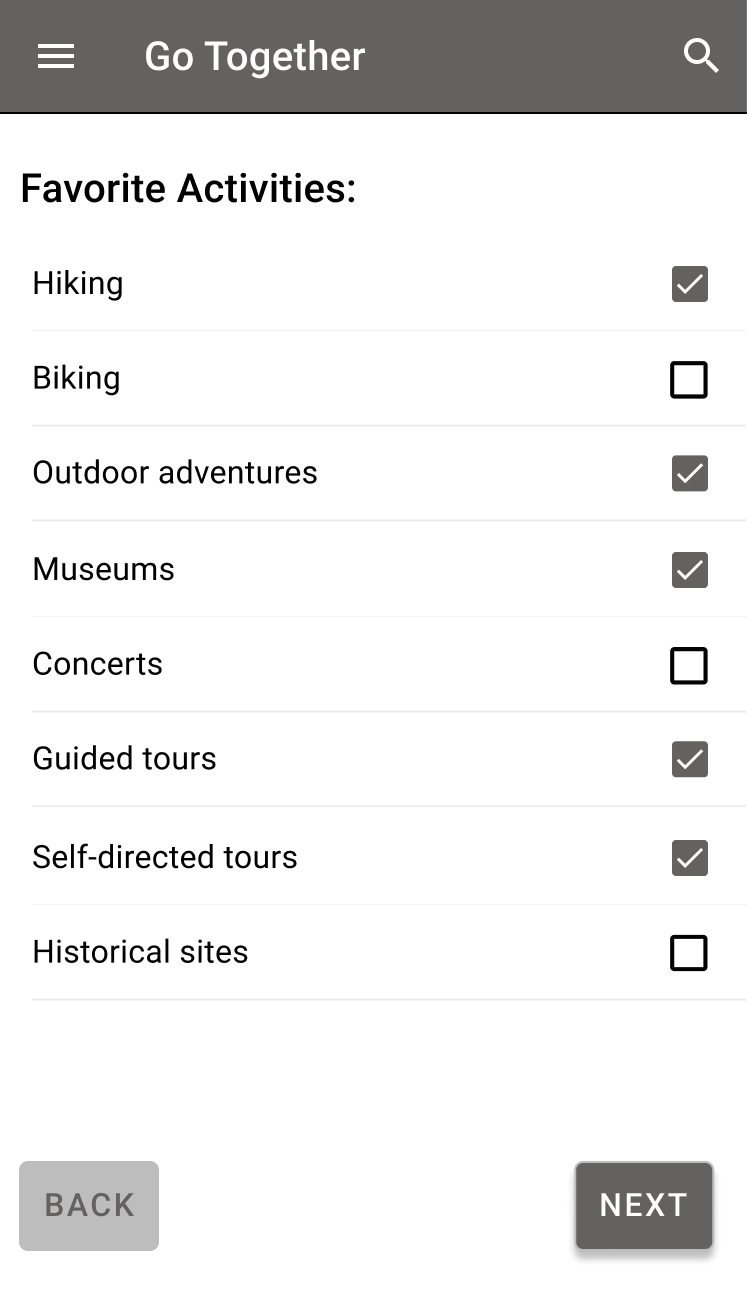 Go Together
Favorite Activities:
Hiking
Biking
Outdoor adventures
Museums
Concerts
Guided tours
Self-directed tours
Historical sites
BACK
NEXT